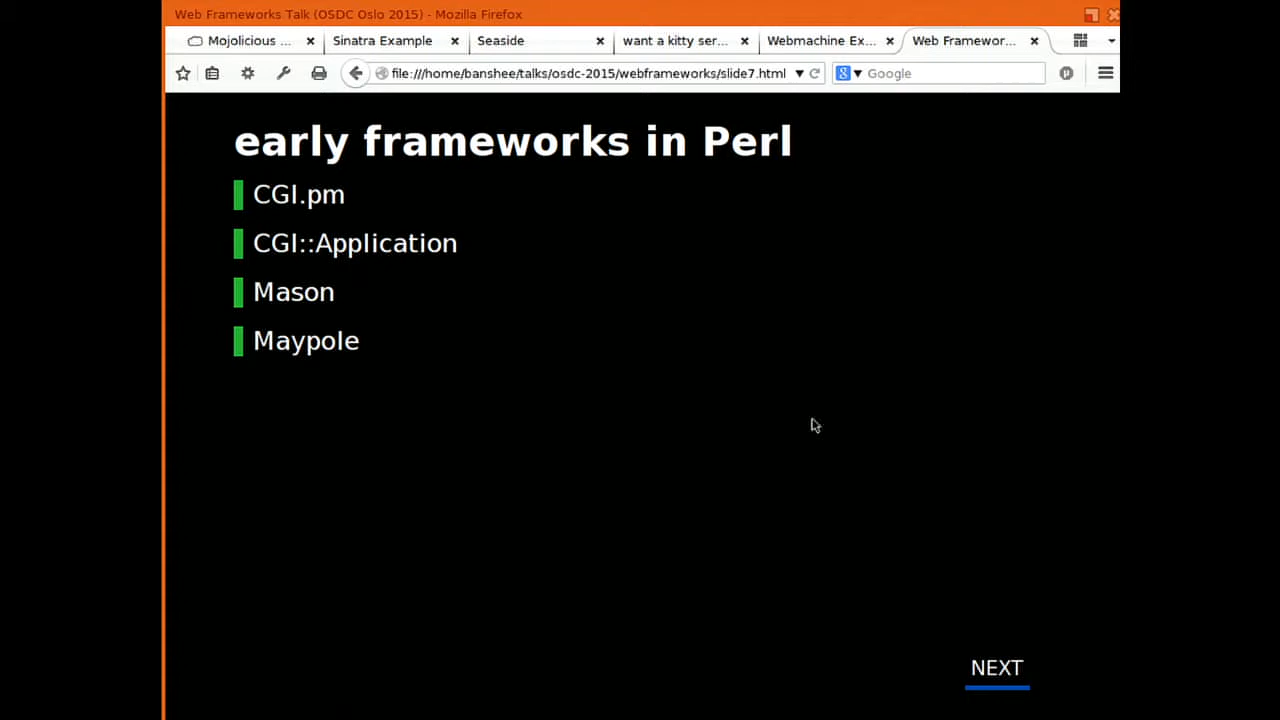 Web Frameworks Talk (OSDC Oslo 2015) - Mozilla Firefox
Mojolicious ... Sinatra Example Seaside want a kitty ser... Webmachine Ex... Web Framewor...
file:///home/banshee/talks/osdc-2015/webframeworks/slide7.html 8 Google
early frameworks in Perl
CGI.pm
CGI::Application
Mason
Maypole
NEXT